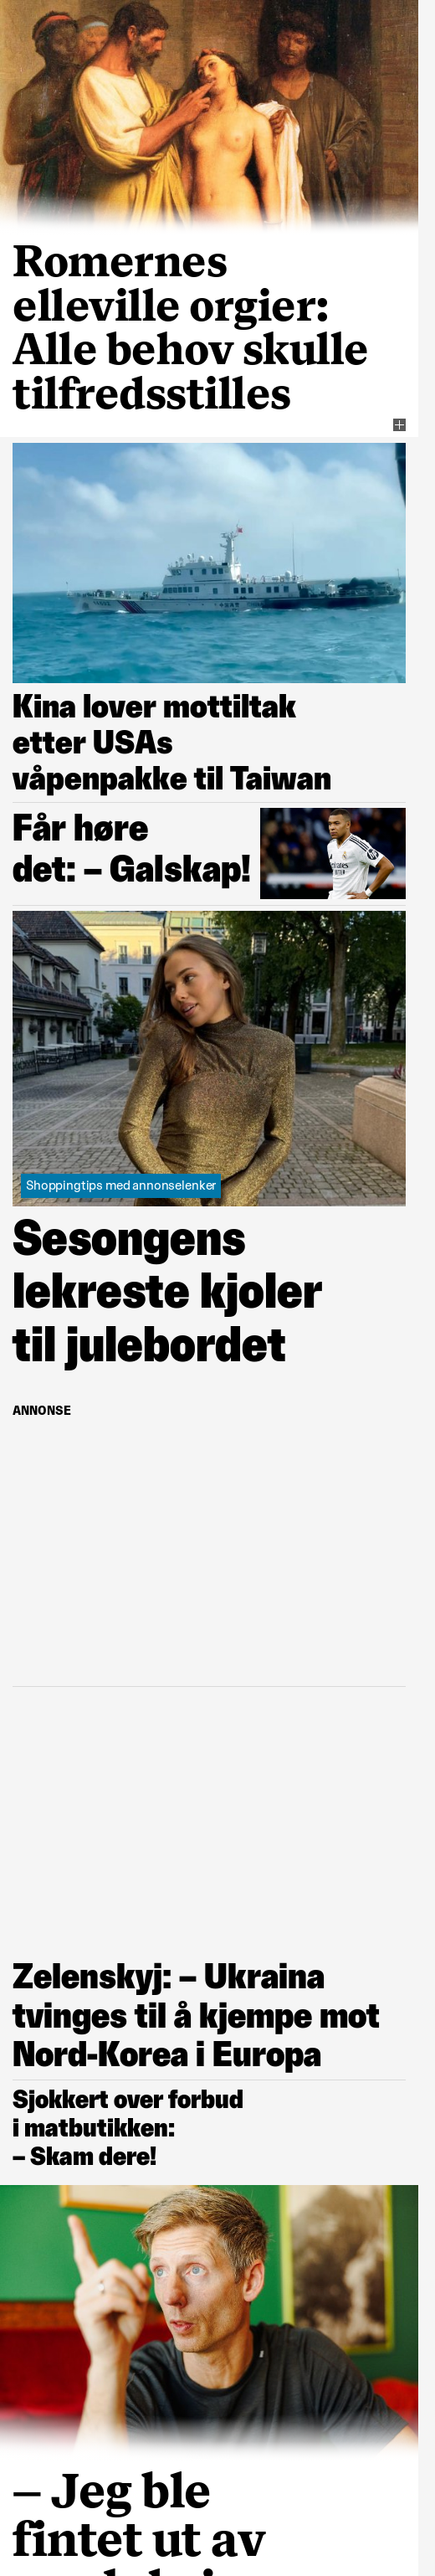 Romernes
elleville orgier:
Alle behov skulle
tilfredsstilles
Kina lover mottiltak
etter USAs
våpenpakke til Taiwan
Får høre
det: – Galskap!
Shoppingtips med annonselenker
Sesongens
lekreste kjoler
til julebordet
ANNONSE
Zelenskyj: – Ukraina
tvinges til å kjempe mot
Nord-Korea i Europa
Sjokkert over forbud
i matbutikken:
– Skam dere!
– Jeg ble
fintet ut av